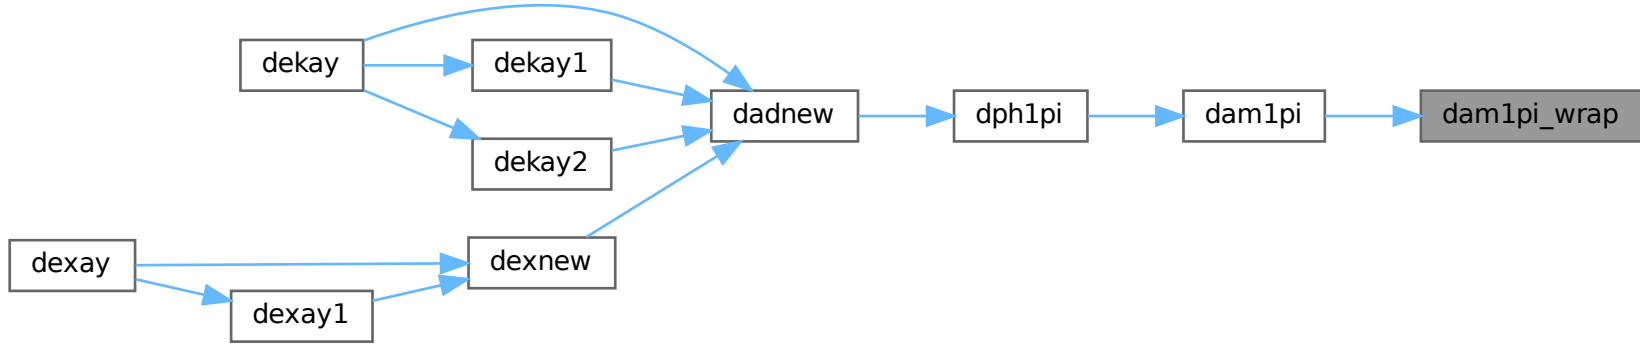 dekay
dekay1
dadnew
dph1pi
dam1pi
dam1pi_wrap
dekay2
dexay
dexnew
dexay1